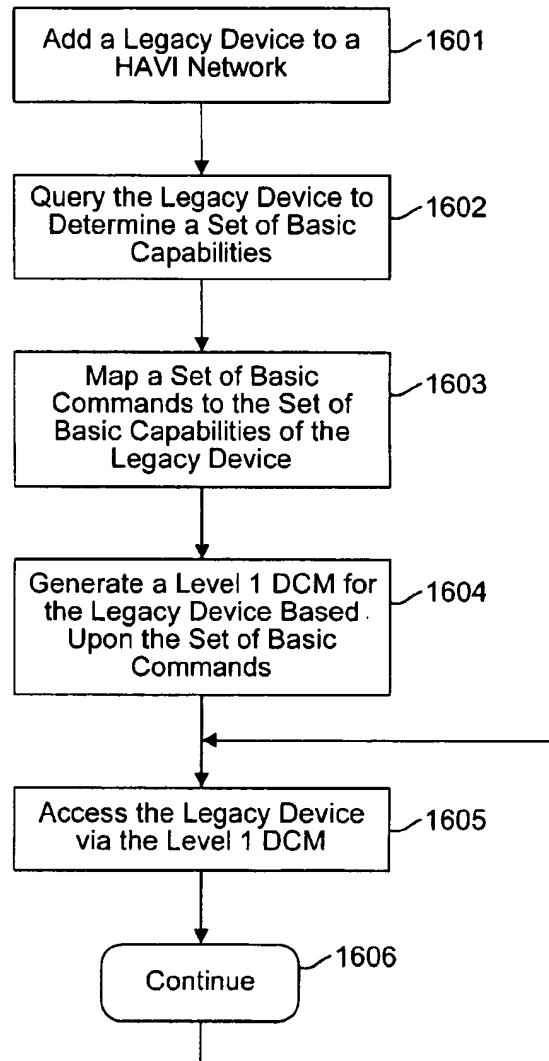 Add a Legacy Device to a
HAVI Network
1601
Query the Legacy Device to
Determine a Set of Basic
Capabilities
1602
Map a Set of Basic
Commands to the Set of
Basic Capabilities of the
Legacy Device
1603
Generate a Level 1 DCM for
the Legacy Device Based
Upon the Set of Basic
Commands
1604
Access the Legacy Device
via the Level 1 DCM
1605
Continue
1606